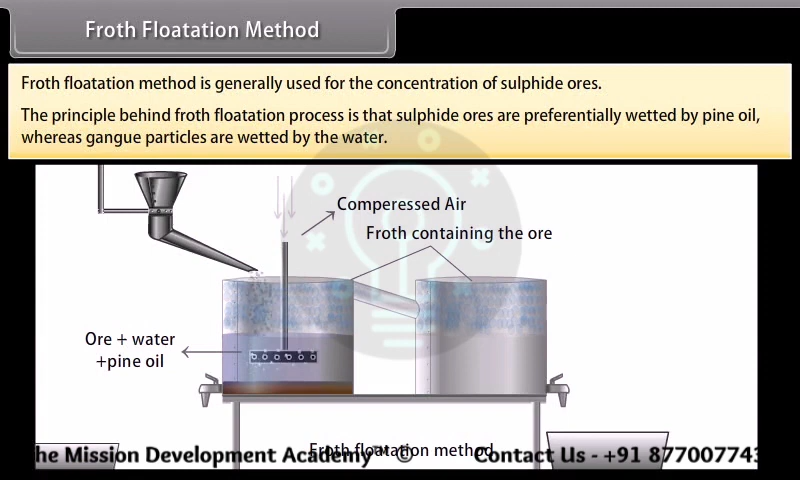 Froth Floatation Method
Froth floatation method is generally used for the concentration of sulphide ores.
The principle behind froth floatation process is that sulphide ores are preferentially wetted by pine oil,
whereas gangue particles are wetted by the water.
Comperessed Air
Froth containing the ore
Ore + water
+pine oil
Froth floatation method
he Mission Development Academy™ © Contact Us - +91 877007743